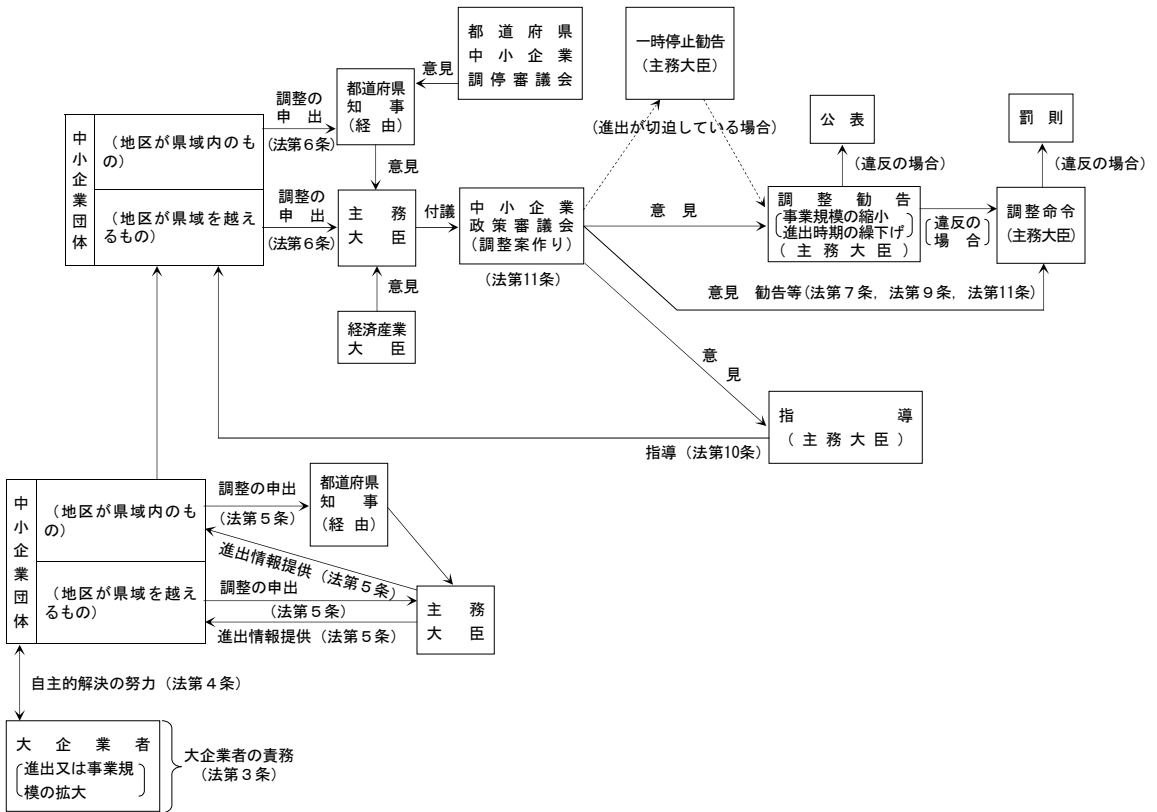 都道府県
中小企業
調停審議会
意見
一時停止勧告
(主務大臣)
都道府県
知事
(経由)
調整の
申出
(法第6条)
中小企業団体
(地区が県域内のもの)
(地区が県域を越えるもの)
調整の
申出
(法第6条)
意見
主務
大臣
付議
中小企業
政策審議会
(調整案作り)
(法第11条)
意見
経済産業
大臣
(進出が切迫している場合)
意見
公表
(違反の場合)
罰則
(違反の場合)
調整勧告
事業規模の縮小
進出時期の繰下げ
(主務大臣)
違反の
場合
調整命令
(主務大臣)
意見 勧告等(法第7条，法第9条，法第11条)
意見
指導
(主務大臣)
指導(法第10条)
中小企業団体
(地区が県域内のもの)
(地区が県域を越えるもの)
調整の申出
(法第5条)
都道府県
知事
(経由)
進出情報提供(法第5条)
調整の申出
(法第5条)
進出情報提供(法第5条)
主務
大臣
自主的解決の努力(法第4条)
大企業者
進出又は事業規
模の拡大
大企業者の責務
(法第3条)